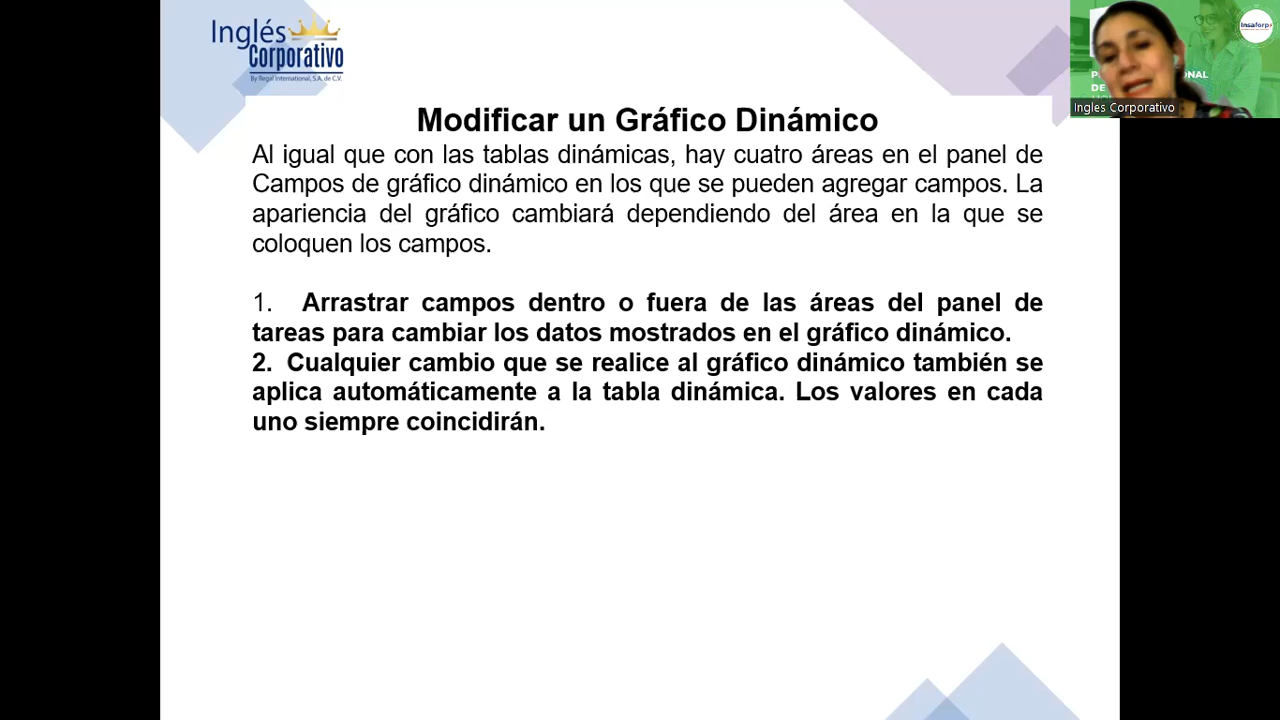 Inglés
Corporativo
By Regal International, S.A. de C.V.
Insaforp
Ingles Corporativo
Modificar un Gráfico Dinámico
Al igual que con las tablas dinámicas, hay cuatro áreas en el panel de
Campos de gráfico dinámico en los que se pueden agregar campos. La
apariencia del gráfico cambiará dependiendo del área en la que se
coloquen los campos.
1. Arrastrar campos dentro o fuera de las áreas del panel de
tareas para cambiar los datos mostrados en el gráfico dinámico.
2. Cualquier cambio que se realice al gráfico dinámico también se
aplica automáticamente a la tabla dinámica. Los valores en cada
uno siempre coincidirán.